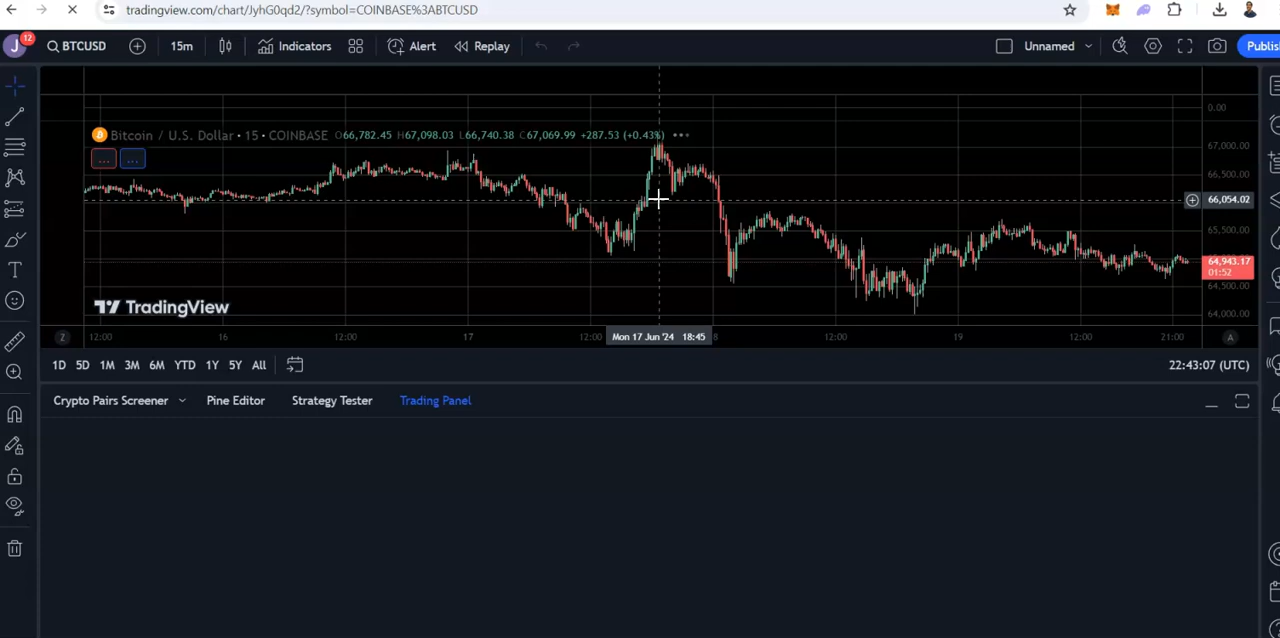 tradingview.com/chart/JyhG0qd2/?symbol=COINBASE%3ABTCUSD
J 12 BTCUSD 15m Indicators Alert Replay Unnamed Publis
0.00
Bitcoin / U.S. Dollar • 15 • COINBASE O66,782.45 H67,098.03 L66,740.38 C67,069.99 +287.53 (+0.43%) •••
67,000.00
... ...
66,500.00
66,054.02
65,500.00
64,943.17
01:52
64,500.00
TradingView
64,000.00
Z 12:00 16 12:00 17 12:00 Mon 17 Jun '24 18:45 8 12:00 19 12:00 21:00 A
1D 5D 1M 3M 6M YTD 1Y 5Y All 22:43:07 (UTC)
Crypto Pairs Screener Pine Editor Strategy Tester Trading Panel